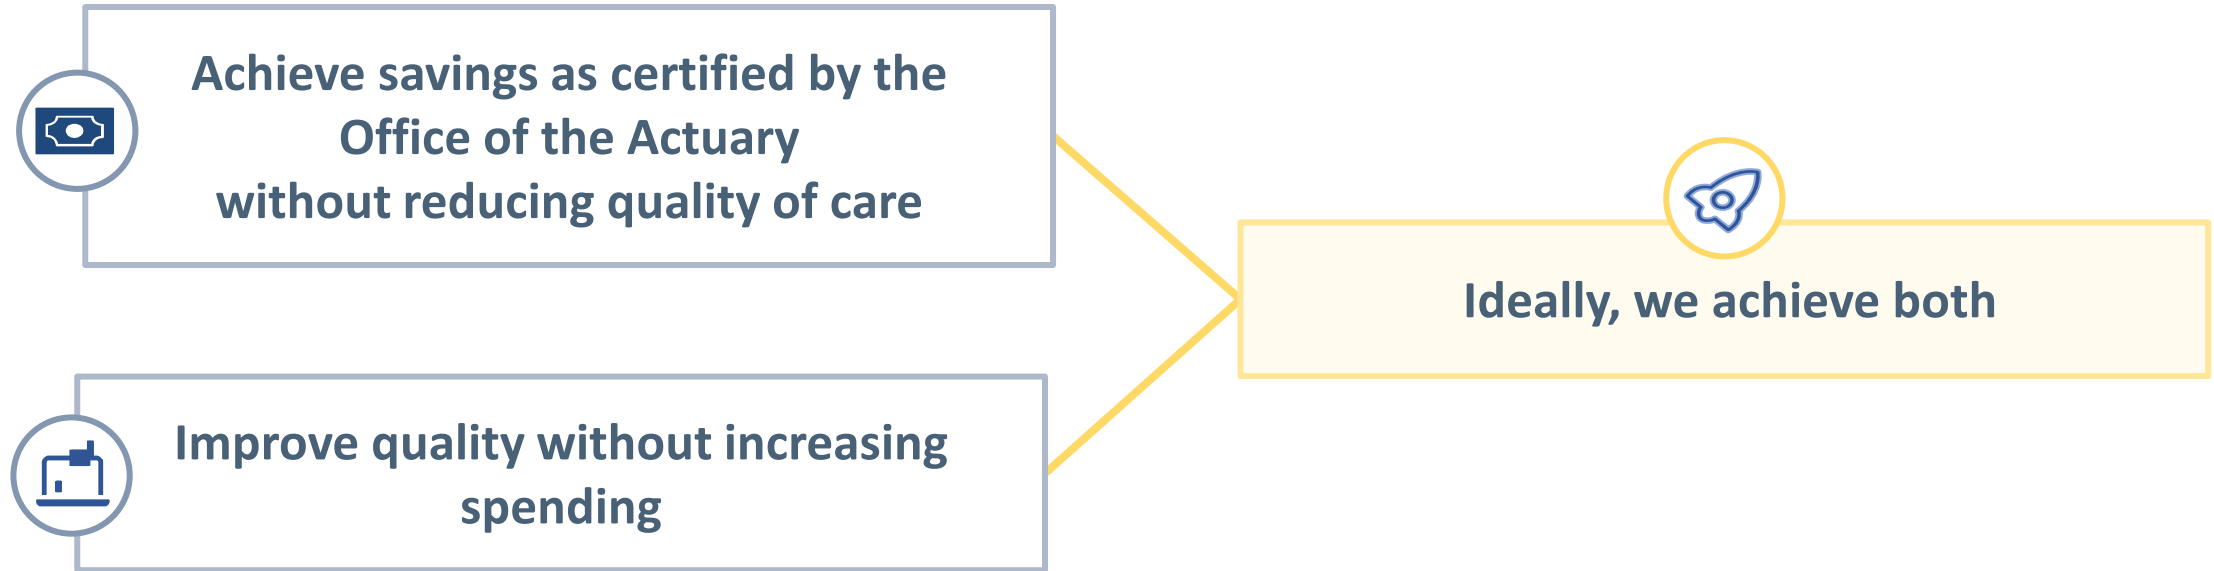 Achieve savings as certified by the
Office of the Actuary
without reducing quality of care
Improve quality without increasing
spending
Ideally, we achieve both